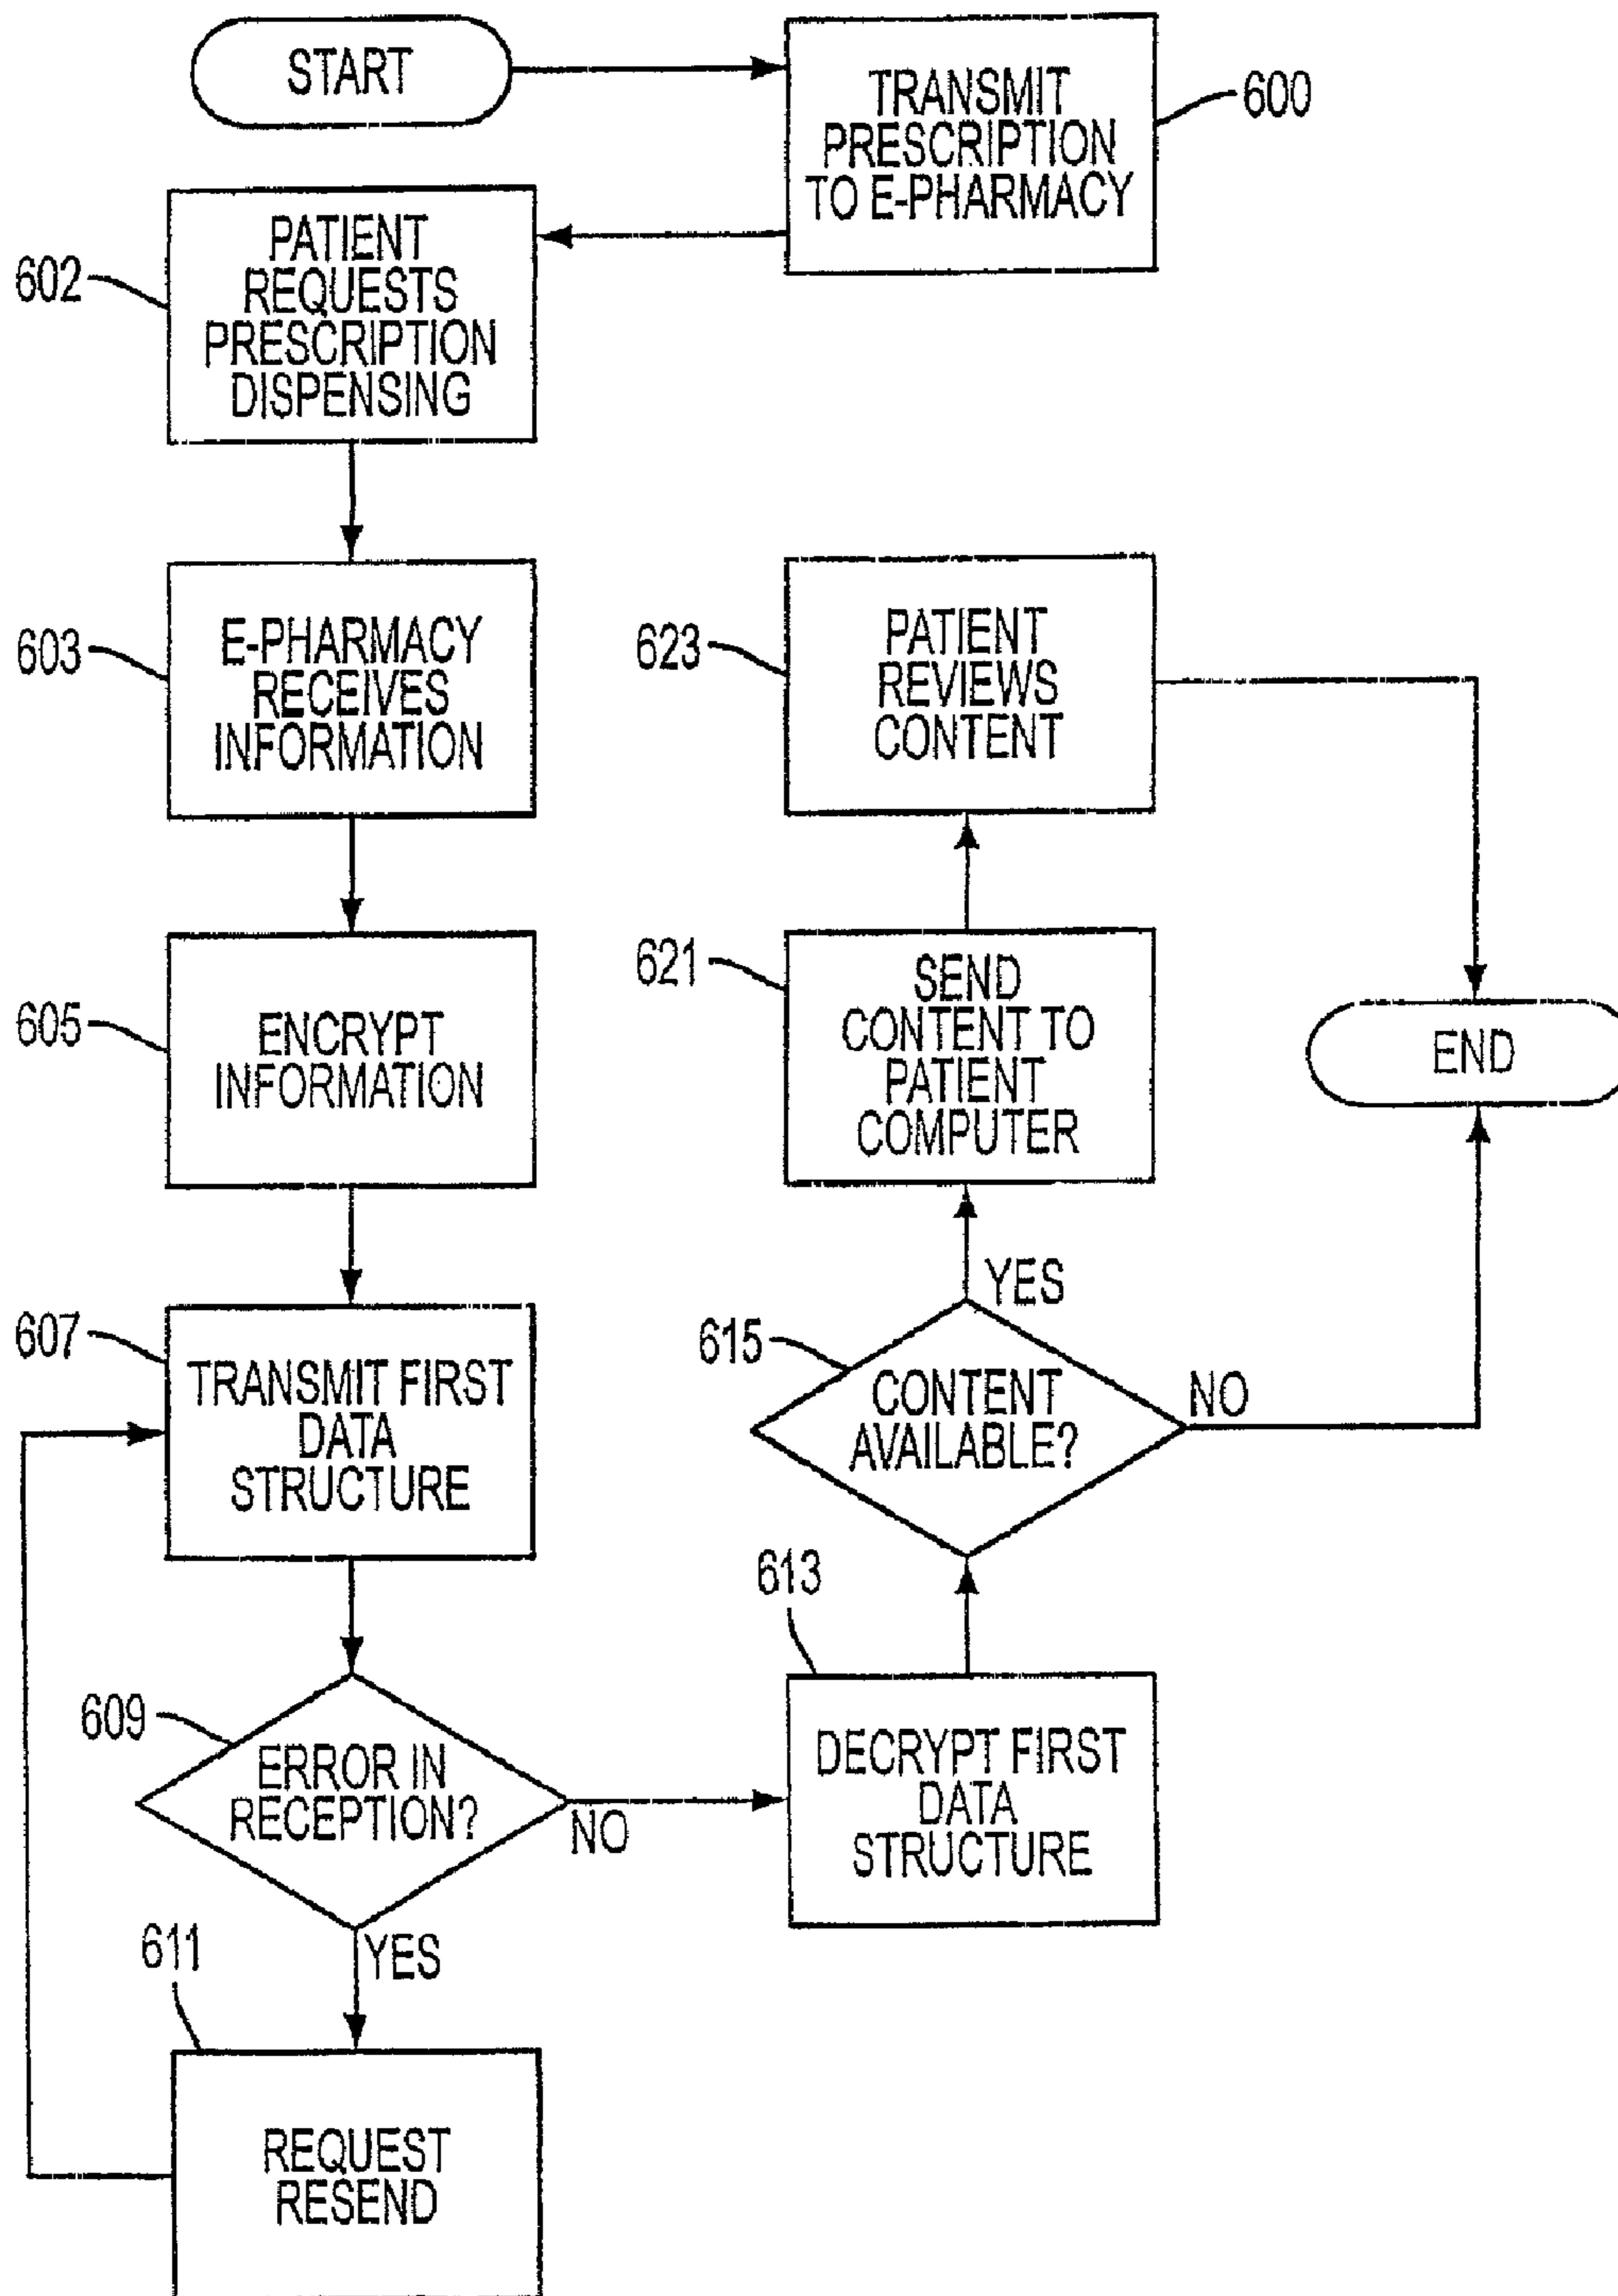 START
TRANSMIT
PRESCRIPTION
TO E-PHARMACY
600
PATIENT
REQUESTS
PRESCRIPTION
DISPENSING
602
E-PHARMACY
RECEIVES
INFORMATION
603
ENCRYPT
INFORMATION
605
TRANSMIT FIRST
DATA
STRUCTURE
607
ERROR IN
RECEPTION?
609
YES
NO
REQUEST
RESEND
611
DECRYPT FIRST
DATA
STRUCTURE
613
CONTENT
AVAILABLE?
615
YES
NO
SEND
CONTENT TO
PATIENT
COMPUTER
621
PATIENT
REVIEWS
CONTENT
623
END